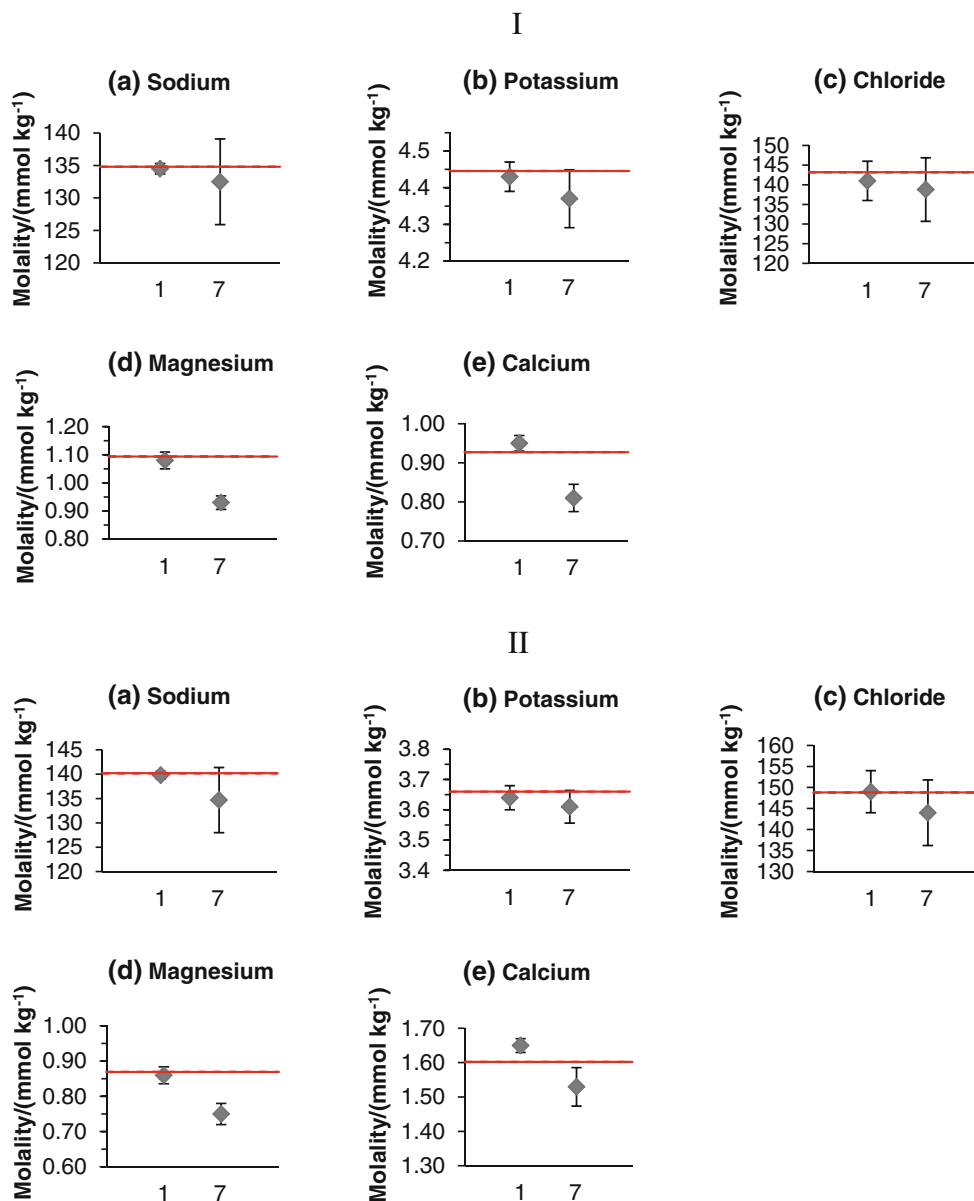 I
(a) Sodium
Molality/(mmol kg⁻¹)
140
135
130
125
120
1 7
(b) Potassium
Molality/(mmol kg⁻¹)
4.5
4.4
4.3
4.2
1 7
(c) Chloride
Molality/(mmol kg⁻¹)
150
145
140
135
130
125
120
1 7
(d) Magnesium
Molality/(mmol kg⁻¹)
1.20
1.10
1.00
0.90
0.80
1 7
(e) Calcium
Molality/(mmol kg⁻¹)
1.00
0.90
0.80
0.70
1 7
II
(a) Sodium
Molality/(mmol kg⁻¹)
145
140
135
130
125
120
1 7
(b) Potassium
Molality/(mmol kg⁻¹)
3.8
3.7
3.6
3.5
3.4
1 7
(c) Chloride
Molality/(mmol kg⁻¹)
160
155
150
145
140
135
130
1 7
(d) Magnesium
Molality/(mmol kg⁻¹)
1.00
0.90
0.80
0.70
0.60
1 7
(e) Calcium
Molality/(mmol kg⁻¹)
1.70
1.60
1.50
1.40
1.30
1 7